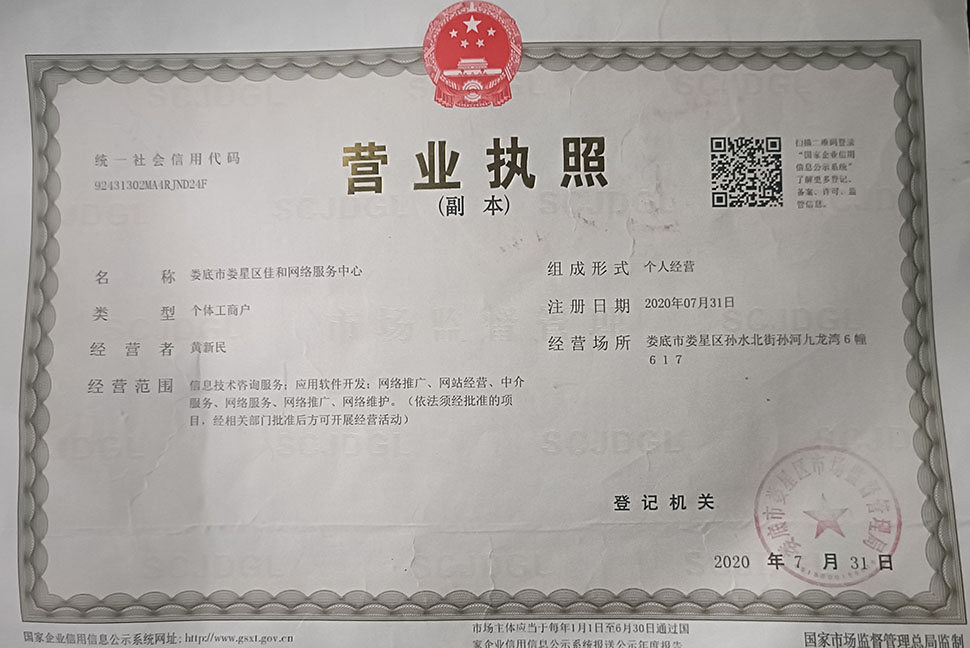 统一社会信用代码
92431302MA4RJND24F
营业执照
(副 本)
扫描二维码登录
“国家企业信用
信息公示系统”
了解更多登记、
备案、许可、监
管信息。
名 称 娄底市娄星区佳和网络服务中心
类 型 个体工商户
经 营 者 黄新民
经营范围 信息技术咨询服务；应用软件开发；网络推广、网站经营、中介
服务、网络服务、网络推广、网络维护。（依法须经批准的项
目，经相关部门批准后方可开展经营活动）
组成形式 个人经营
注册日期 2020年07月31日
经营场所 娄底市娄星区孙水北街孙河九龙湾6幢
617
登记机关
娄底市娄星区市场监督管理局
2020 年 7 月 31 日
国家企业信用信息公示系统网址: http://www.gsxt.gov.cn
市场主体应当于每年1月1日至6月30日通过国
家企业信用信息公示系统报送公示年度报告
国家市场监督管理总局监制
SCJDGL